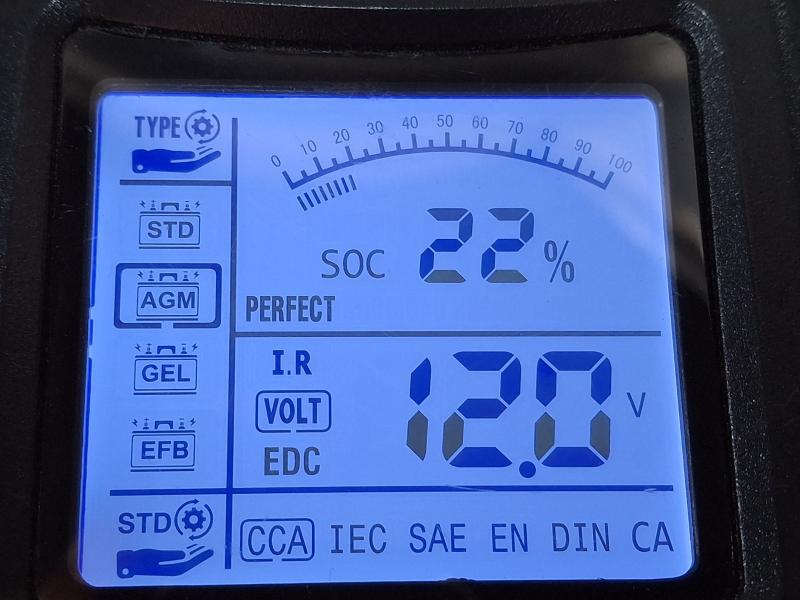 TYPE
0 10 20 30 40 50 60 70 80 90 100
STD
SOC 22 %
AGM
PERFECT
GEL
I.R
VOLT 12.0 V
EFB
EDC
STD
CCA IEC SAE EN DIN CA